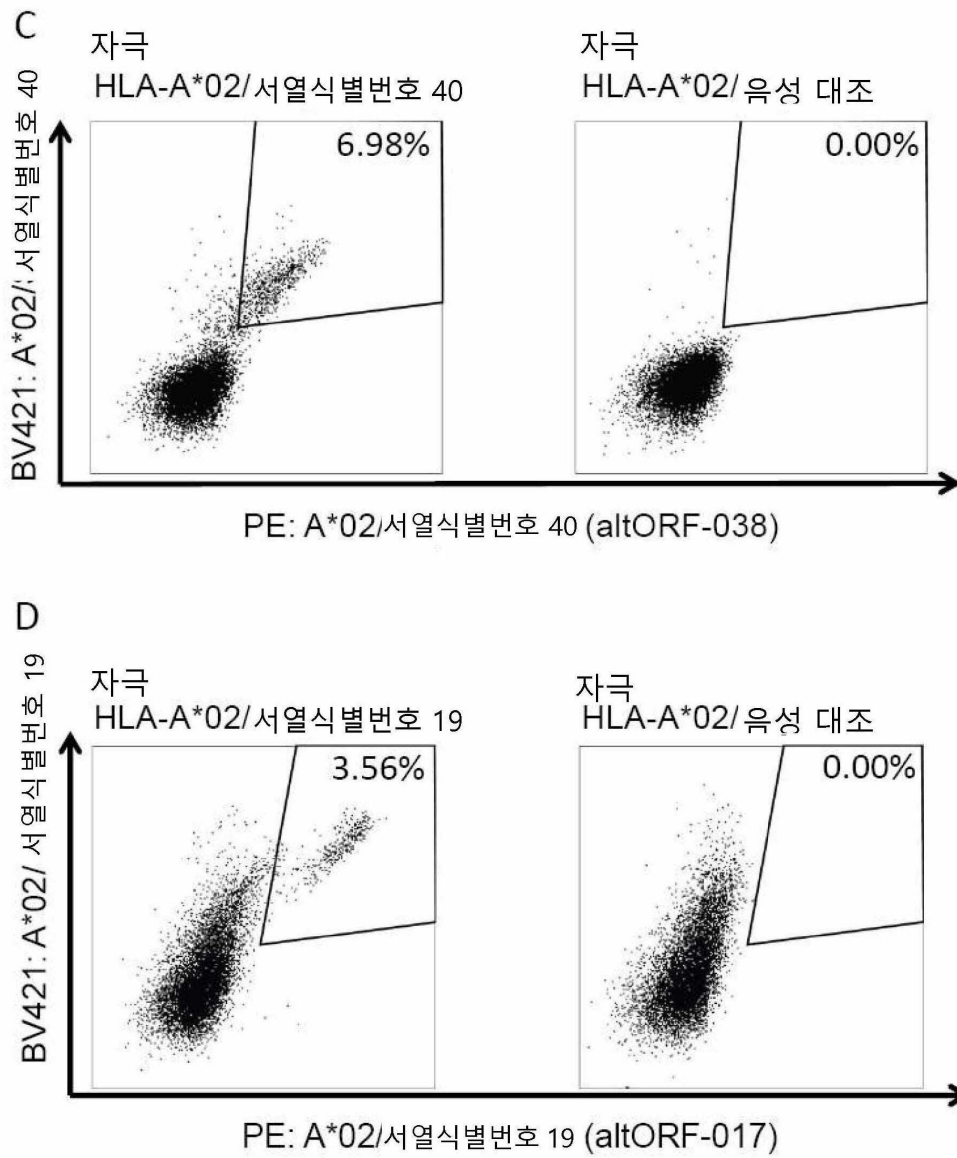 C
자극
HLA-A*02/서열식별번호 40
자극
HLA-A*02/음성 대조
BV421: A*02/서열식별번호 40
6.98%
0.00%
PE: A*02/서열식별번호 40 (altORF-038)
D
자극
HLA-A*02/서열식별번호 19
자극
HLA-A*02/음성 대조
BV421: A*02/ 서열식별번호 19
3.56%
0.00%
PE: A*02/서열식별번호 19 (altORF-017)